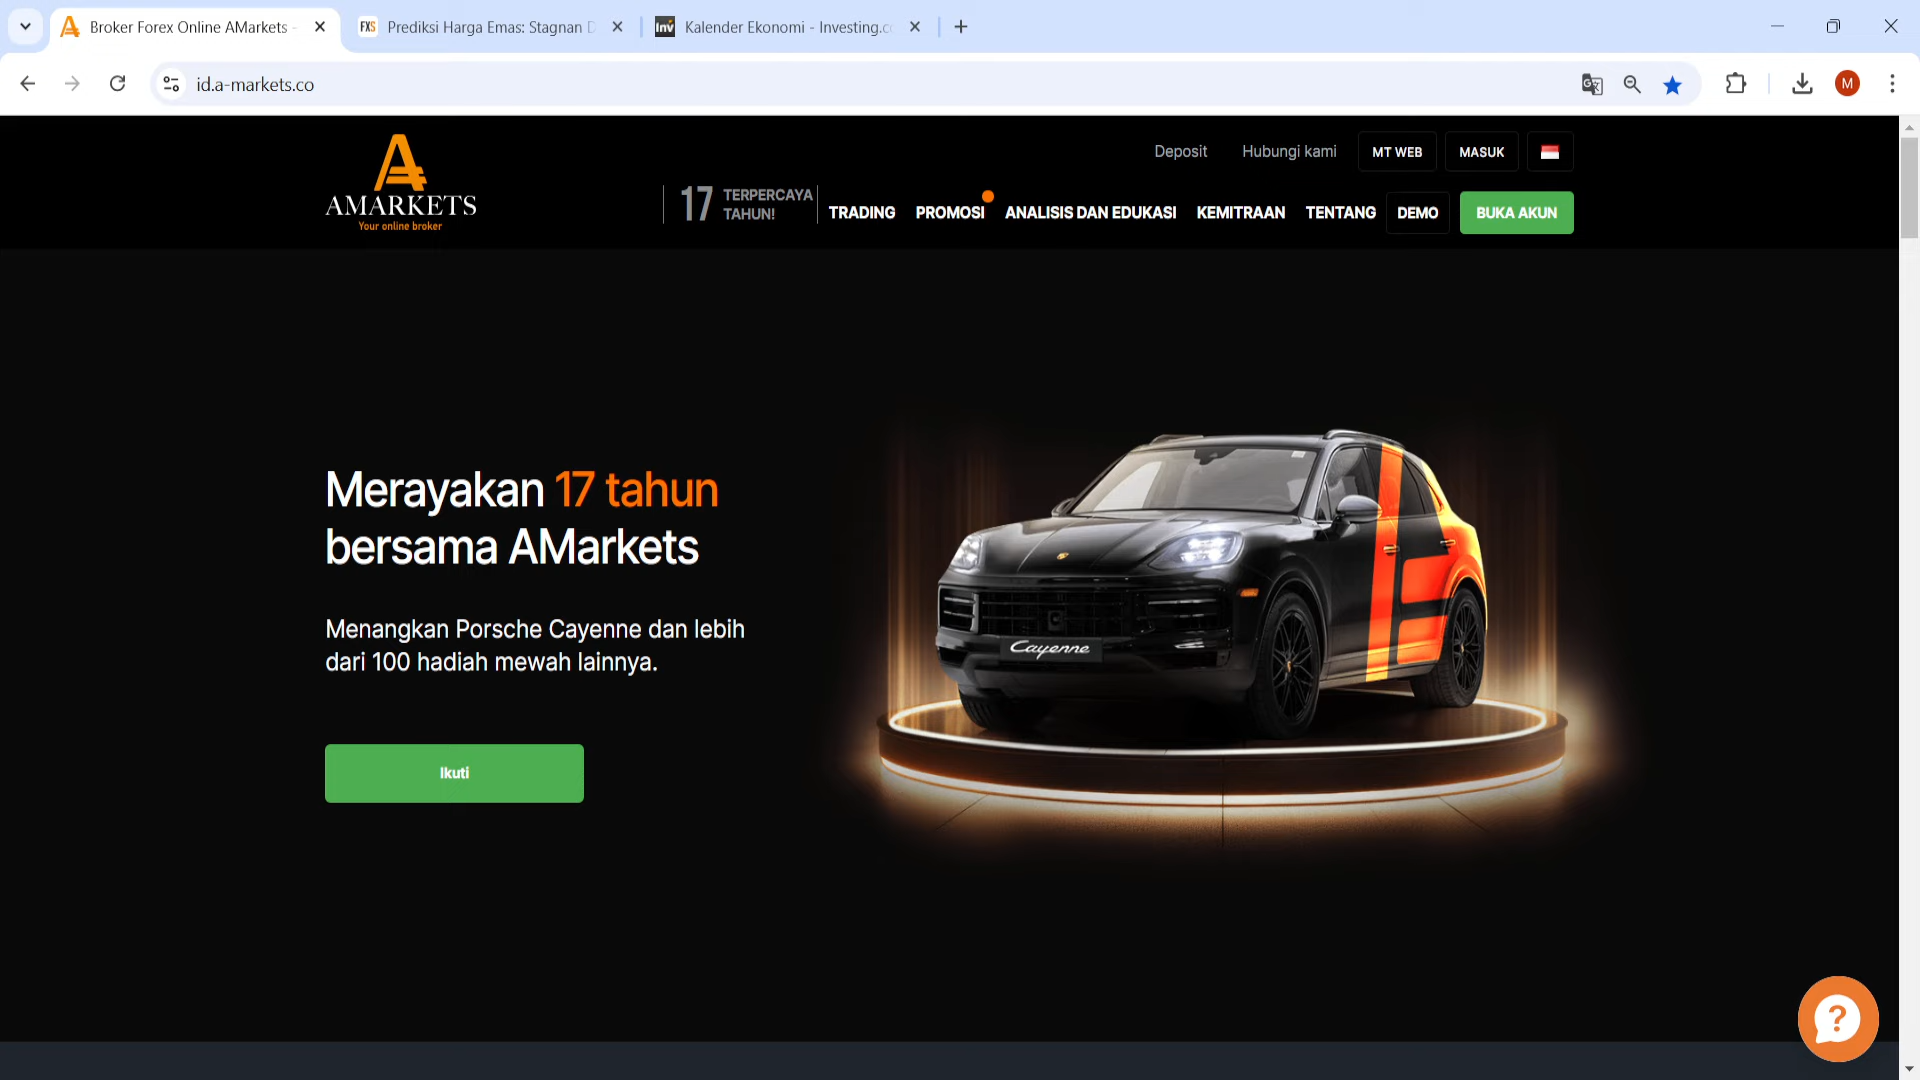 Broker Forex Online AMarkets -
FXS Prediksi Harga Emas: Stagnan D
Inv Kalender Ekonomi - Investing.c
id.a-markets.co
M
AMARKETS
Your online broker
Deposit
Hubungi kami
MT WEB
MASUK
17 TERPERCAYA
TAHUN!
TRADING
PROMOSI
ANALISIS DAN EDUKASI
KEMITRAAN
TENTANG
DEMO
BUKA AKUN
Merayakan 17 tahun
bersama AMarkets
Menangkan Porsche Cayenne dan lebih
dari 100 hadiah mewah lainnya.
Ikuti
Cayenne
?